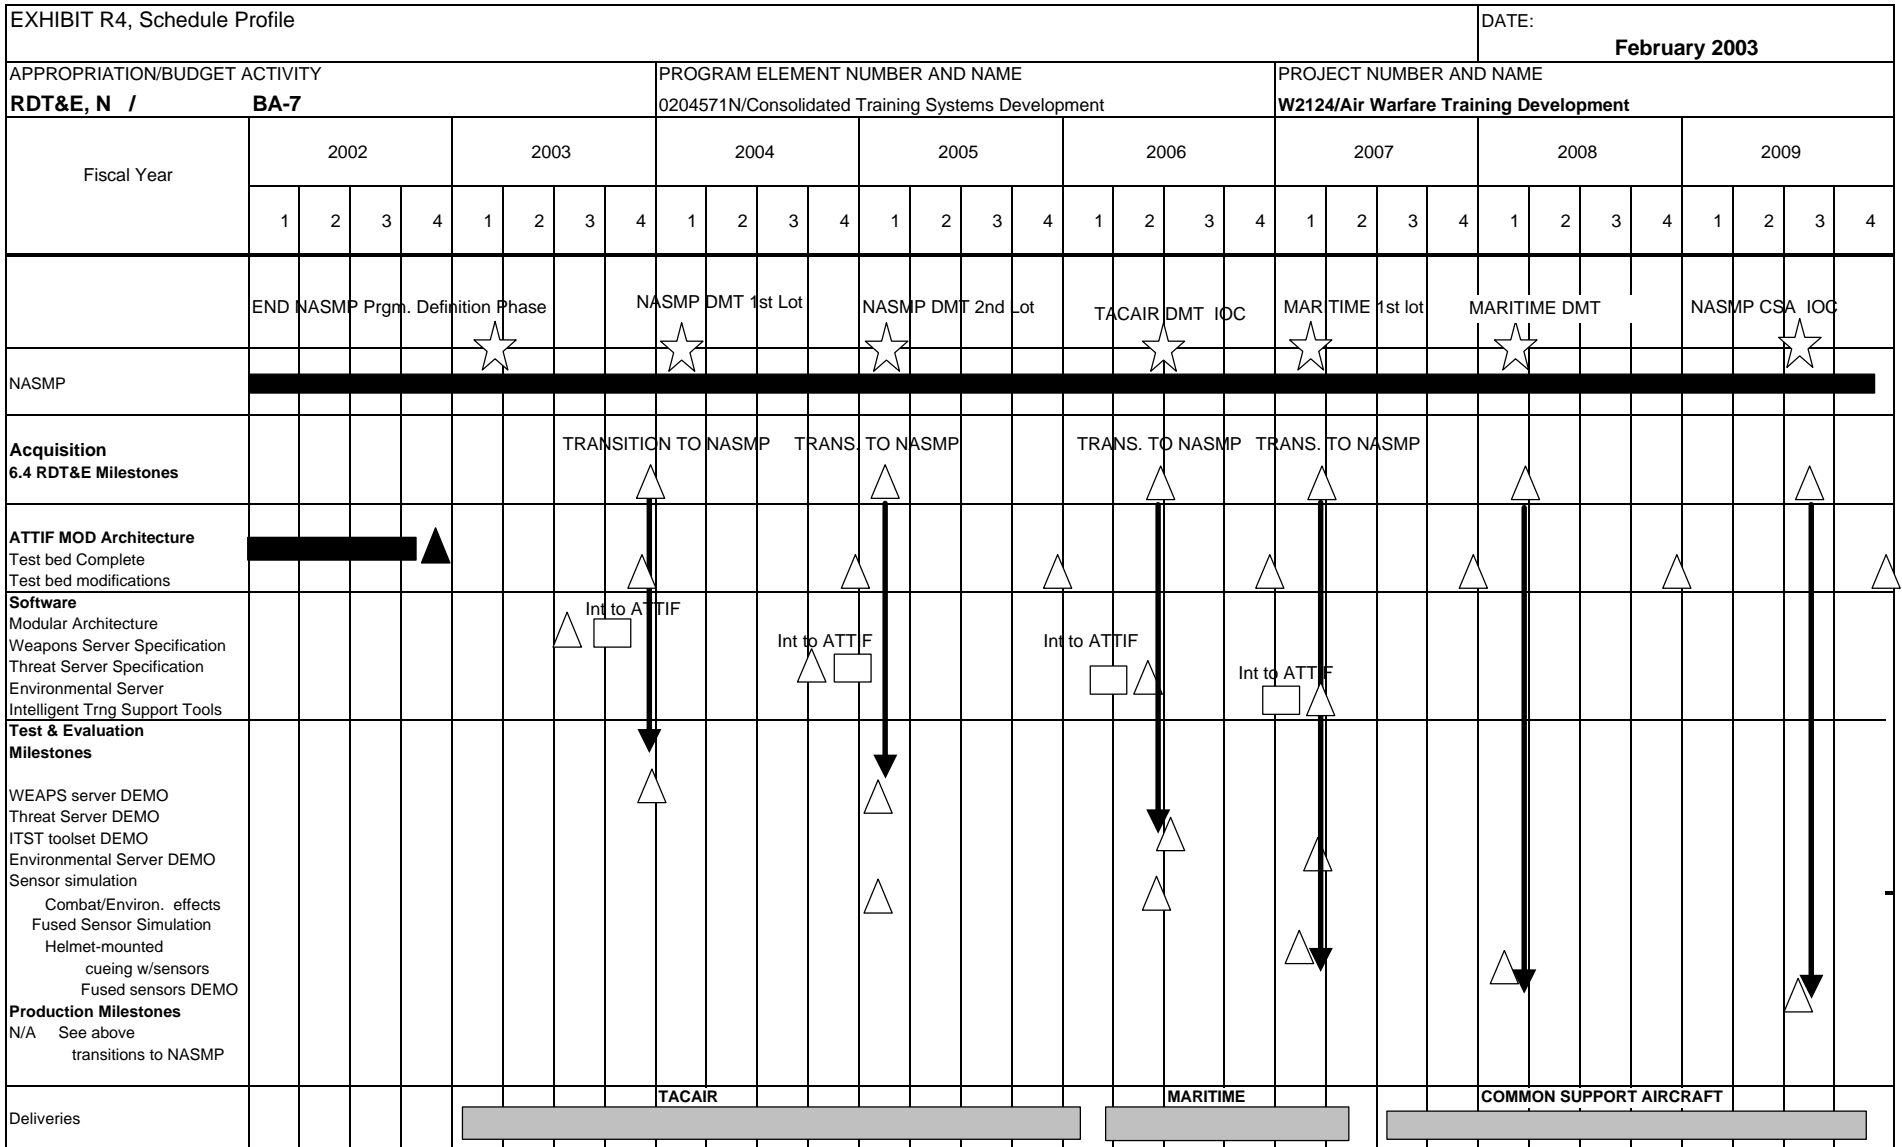 EXHIBIT R4, Schedule Profile
DATE:
February 2003
APPROPRIATION/BUDGET ACTIVITY
PROGRAM ELEMENT NUMBER AND NAME
PROJECT NUMBER AND NAME
RDT&E, N / BA-7
0204571N/Consolidated Training Systems Development
W2124/Air Warfare Training Development
Fiscal Year
2002 2003 2004 2005 2006 2007 2008 2009
1 2 3 4 1 2 3 4 1 2 3 4 1 2 3 4 1 2 3 4 1 2 3 4 1 2 3 4 1 2 3 4
END NASMP Prgm. Definition Phase
NASMP DMT 1st Lot
NASMP DMT 2nd Lot
TACAIR DMT IOC
MARITIME 1st lot
MARITIME DMT
NASMP CSA IOC
NASMP
Acquisition
6.4 RDT&E Milestones
TRANSITION TO NASMP
TRANS. TO NASMP
TRANS. TO NASMP
TRANS. TO NASMP
ATTIF MOD Architecture
Test bed Complete
Test bed modifications
Software
Modular Architecture
Weapons Server Specification
Threat Server Specification
Environmental Server
Intelligent Trng Support Tools
Int to ATTIF
Int to ATTIF
Int to ATTIF
Int to ATTIF
Test & Evaluation
Milestones
WEAPS server DEMO
Threat Server DEMO
ITST toolset DEMO
Environmental Server DEMO
Sensor simulation
Combat/Environ. effects
Fused Sensor Simulation
Helmet-mounted
cueing w/sensors
Fused sensors DEMO
Production Milestones
N/A See above
transitions to NASMP
Deliveries
TACAIR
MARITIME
COMMON SUPPORT AIRCRAFT